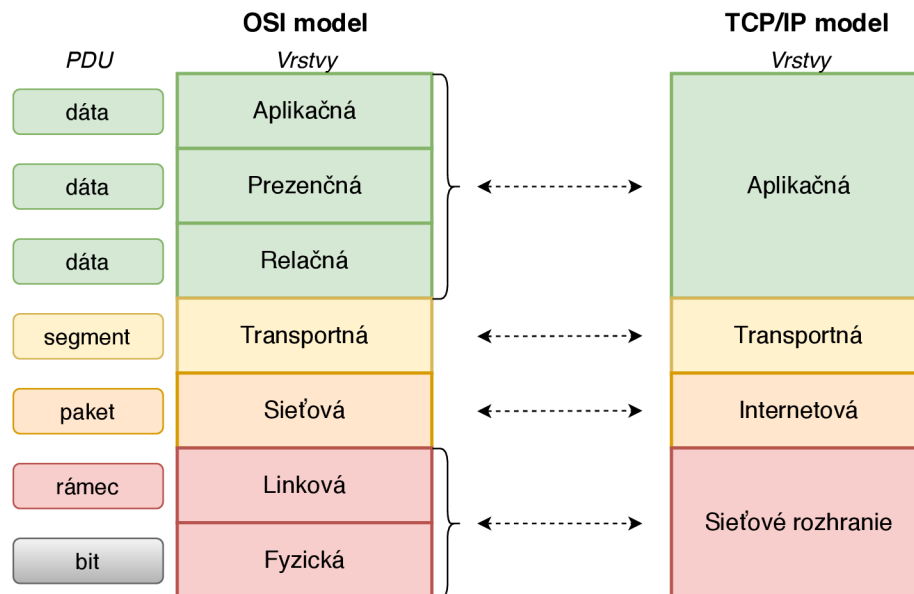 OSI model
TCP/IP model
PDU
Vrstvy
Vrstvy
dáta
Aplikačná
dáta
Prezenčná
Aplikačná
dáta
Relačná
segment
Transportná
Transportná
paket
Sieťová
Internetová
rámec
Linková
Sieťové rozhranie
bit
Fyzická